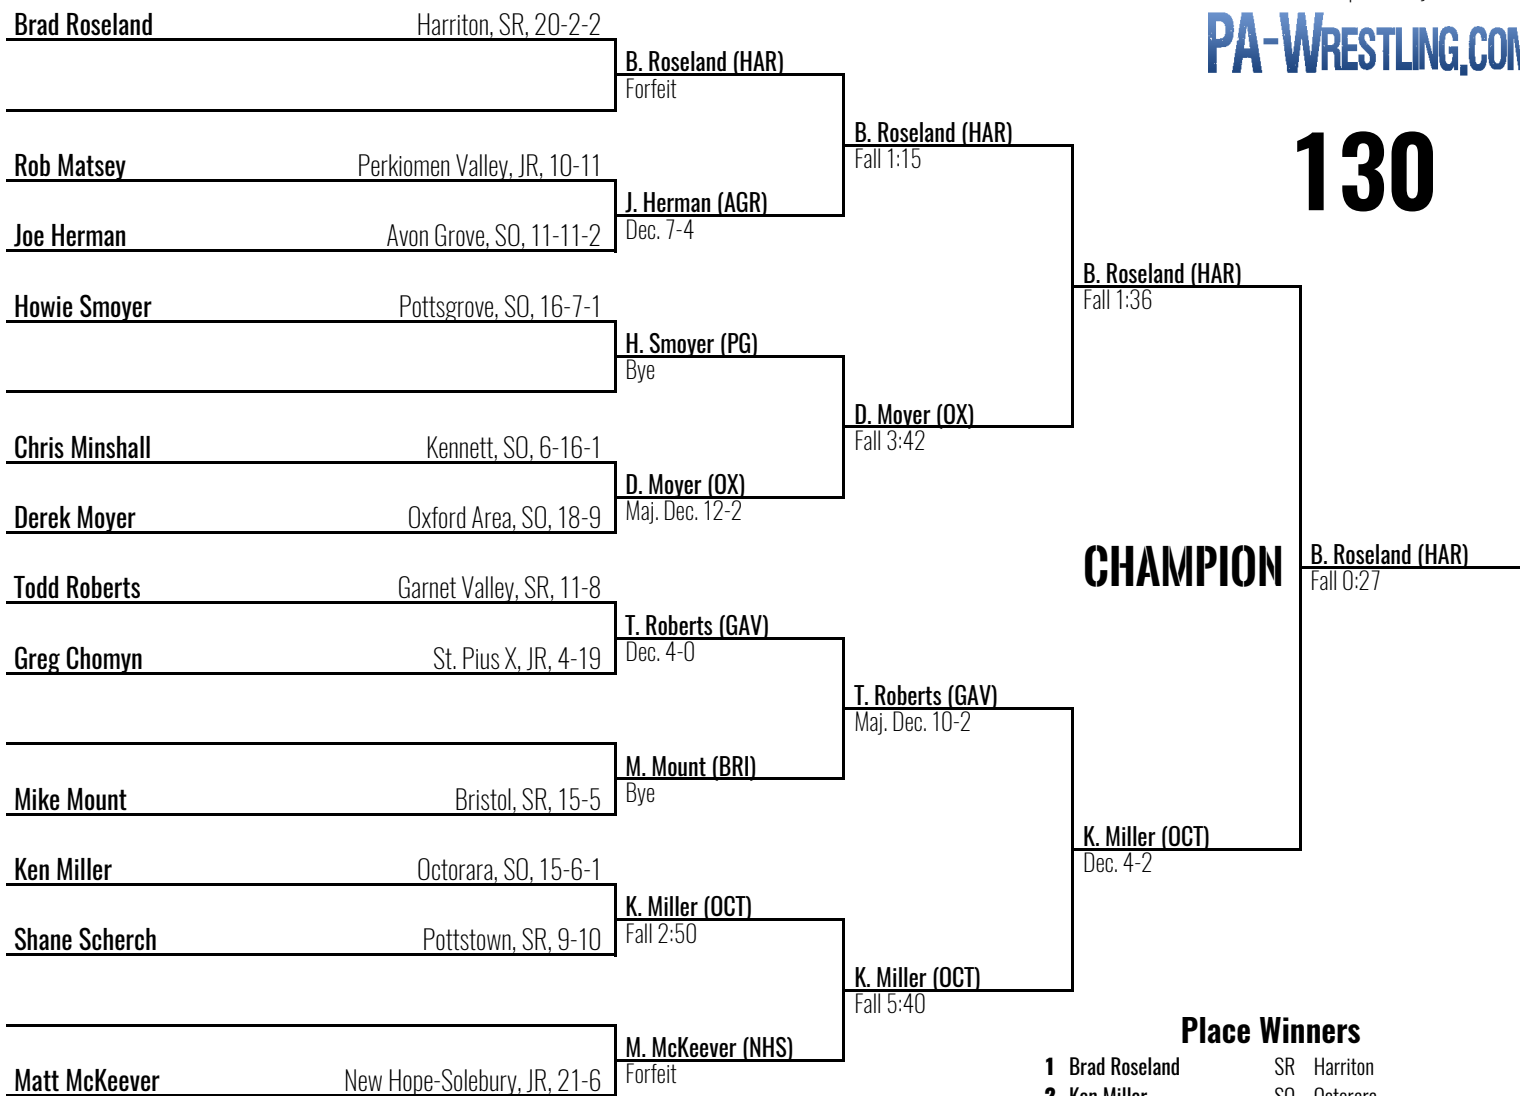 Brad Roseland Harriton, SR, 20-2-2
PA-WRESTLING.COM
B. Roseland (HAR)
Forfeit
B. Roseland (HAR)
Fall 1:15
130
Rob Matsey Perkiomen Valley, JR, 10-11
J. Herman (AGR)
Dec. 7-4
Joe Herman Avon Grove, SO, 11-11-2
B. Roseland (HAR)
Fall 1:36
Howie Smoyer Pottsgrove, SO, 16-7-1
H. Smoyer (PG)
Bye
D. Moyer (OX)
Fall 3:42
Chris Minshall Kennett, SO, 6-16-1
D. Moyer (OX)
Maj. Dec. 12-2
Derek Moyer Oxford Area, SO, 18-9
CHAMPION
B. Roseland (HAR)
Fall 0:27
Todd Roberts Garnet Valley, SR, 11-8
T. Roberts (GAV)
Dec. 4-0
Greg Chomyn St. Pius X, JR, 4-19
T. Roberts (GAV)
Maj. Dec. 10-2
M. Mount (BRI)
Bye
Mike Mount Bristol, SR, 15-5
K. Miller (OCT)
Dec. 4-2
Ken Miller Octorara, SO, 15-6-1
K. Miller (OCT)
Fall 2:50
Shane Scherch Pottstown, SR, 9-10
K. Miller (OCT)
Fall 5:40
M. McKeever (NHS)
Forfeit
Matt McKeever New Hope-Solebury, JR, 21-6
Place Winners
1 Brad Roseland SR Harriton
2 Ken Miller SO Octorara